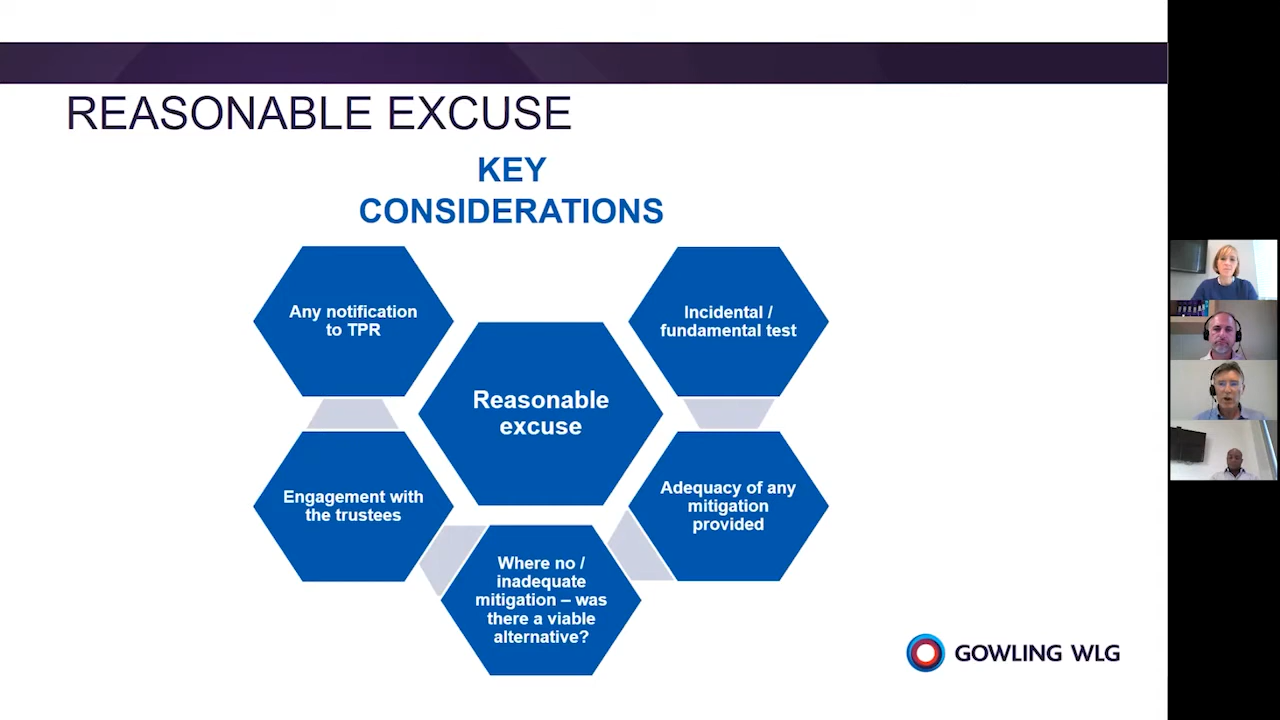 REASONABLE EXCUSE
KEY
CONSIDERATIONS
Any notification
to TPR
Incidental /
fundamental test
Reasonable
excuse
Engagement with
the trustees
Adequacy of any
mitigation
provided
Where no /
inadequate
mitigation – was
there a viable
alternative?
GOWLING WLG